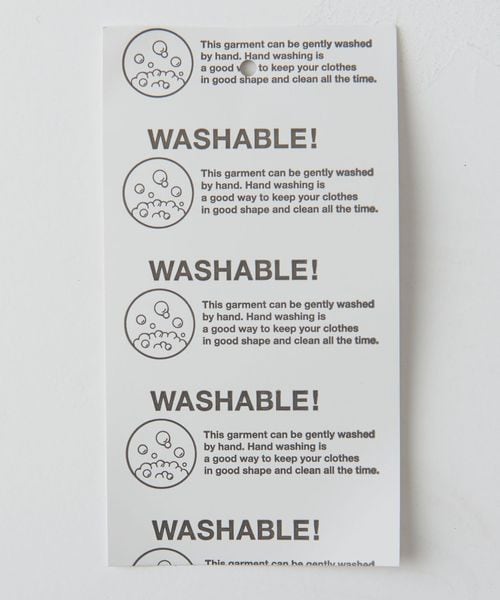 This garment can be gently washed
by hand. Hand washing is
a good to keep your clothes
in good shape and clean all the time.
WASHABLE!
This garment can be gently washed
by hand. Hand washing is
a good way to keep your clothes
in good shape and clean all the time.
WASHABLE!
This garment can be gently washed
by hand. Hand washing is
a good way to keep your clothes
in good shape and clean all the time.
WASHABLE!
This garment can be gently washed
by hand. Hand washing is
a good way to keep your clothes
in good shape and clean all the time.
WASHABLE!
This garment can be gently washed